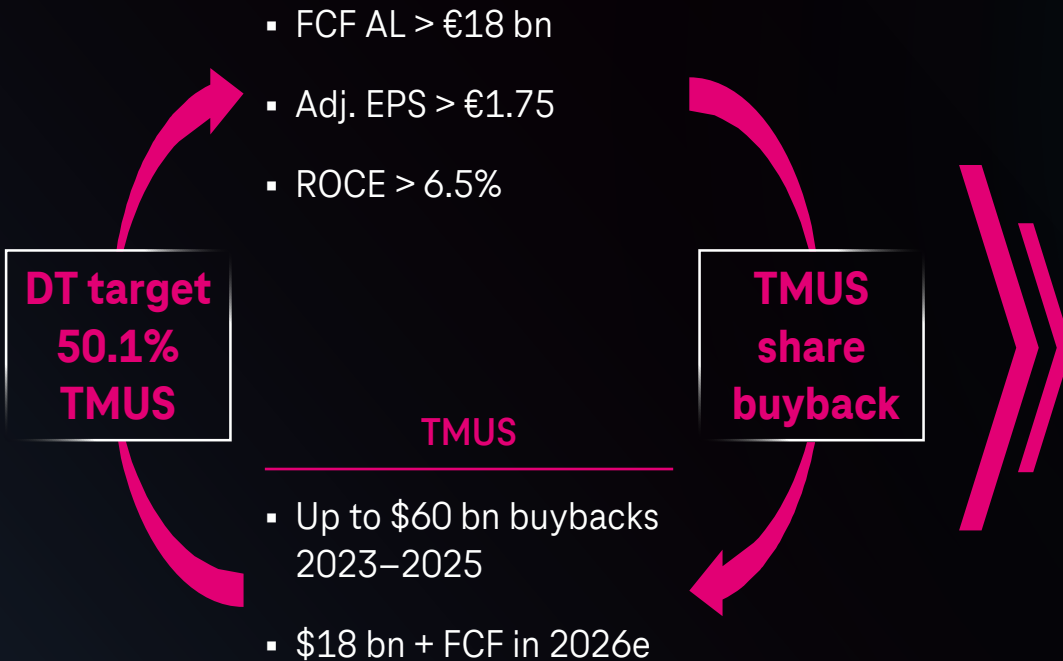 ▪ FCF AL > €18 bn
▪ Adj. EPS > €1.75
▪ ROCE > 6.5%
DT target
50.1%
TMUS
TMUS
share
buyback
TMUS
▪ Up to $60 bn buybacks
2023–2025
▪ $18 bn + FCF in 2026e